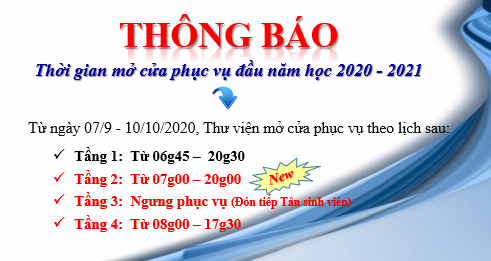 THÔNG BÁO
Thời gian mở cửa phục vụ đầu năm học 2020 - 2021
Từ ngày 07/9 - 10/10/2020, Thư viện mở cửa phục vụ theo lịch sau:
✓ Tầng 1: Từ 06g45 – 20g30
✓ Tầng 2: Từ 07g00 – 20g00 New
✓ Tầng 3: Ngưng phục vụ (Đón tiếp Tân sinh viên)
✓ Tầng 4: Từ 08g00 – 17g30